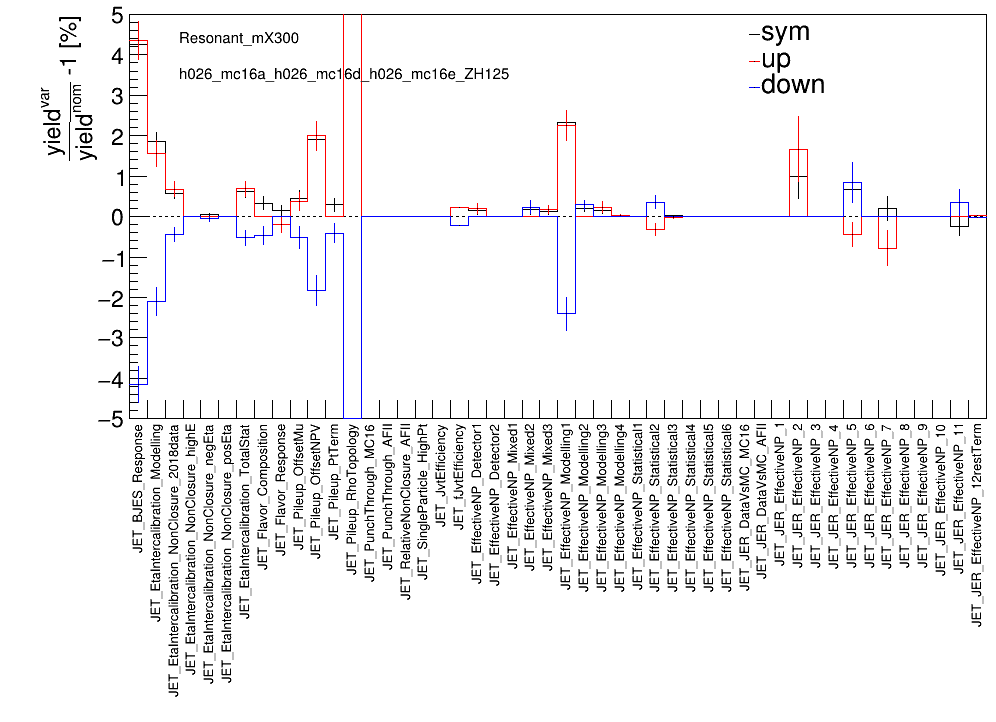 yield^var
yield^nom -1 [%]
5
4
3
2
1
0
−1
−2
−3
−4
−5
Resonant_mX300
h026_mc16a_h026_mc16d_h026_mc16e_ZH125
sym
up
down
JET_BJES_Response
JET_EtaIntercalibration_Modelling
JET_EtaIntercalibration_NonClosure_2018data
JET_EtaIntercalibration_NonClosure_highE
JET_EtaIntercalibration_NonClosure_negEta
JET_EtaIntercalibration_NonClosure_posEta
JET_EtaIntercalibration_TotalStat
JET_Flavor_Composition
JET_Flavor_Response
JET_Pileup_OffsetMu
JET_Pileup_OffsetNPV
JET_Pileup_PtTerm
JET_Pileup_RhoTopology
JET_PunchThrough_MC16
JET_PunchThrough_AFII
JET_RelativeNonClosure_AFII
JET_SingleParticle_HighPt
JET_JvtEfficiency
JET_fJvtEfficiency
JET_EffectiveNP_Detector1
JET_EffectiveNP_Detector2
JET_EffectiveNP_Mixed1
JET_EffectiveNP_Mixed2
JET_EffectiveNP_Mixed3
JET_EffectiveNP_Modelling1
JET_EffectiveNP_Modelling2
JET_EffectiveNP_Modelling3
JET_EffectiveNP_Modelling4
JET_EffectiveNP_Statistical1
JET_EffectiveNP_Statistical2
JET_EffectiveNP_Statistical3
JET_EffectiveNP_Statistical4
JET_EffectiveNP_Statistical5
JET_EffectiveNP_Statistical6
JET_JER_DataVsMC_MC16
JET_JER_DataVsMC_AFII
JET_JER_EffectiveNP_1
JET_JER_EffectiveNP_2
JET_JER_EffectiveNP_3
JET_JER_EffectiveNP_4
JET_JER_EffectiveNP_5
JET_JER_EffectiveNP_6
JET_JER_EffectiveNP_7
JET_JER_EffectiveNP_8
JET_JER_EffectiveNP_9
JET_JER_EffectiveNP_10
JET_JER_EffectiveNP_11
JET_JER_EffectiveNP_12restTerm